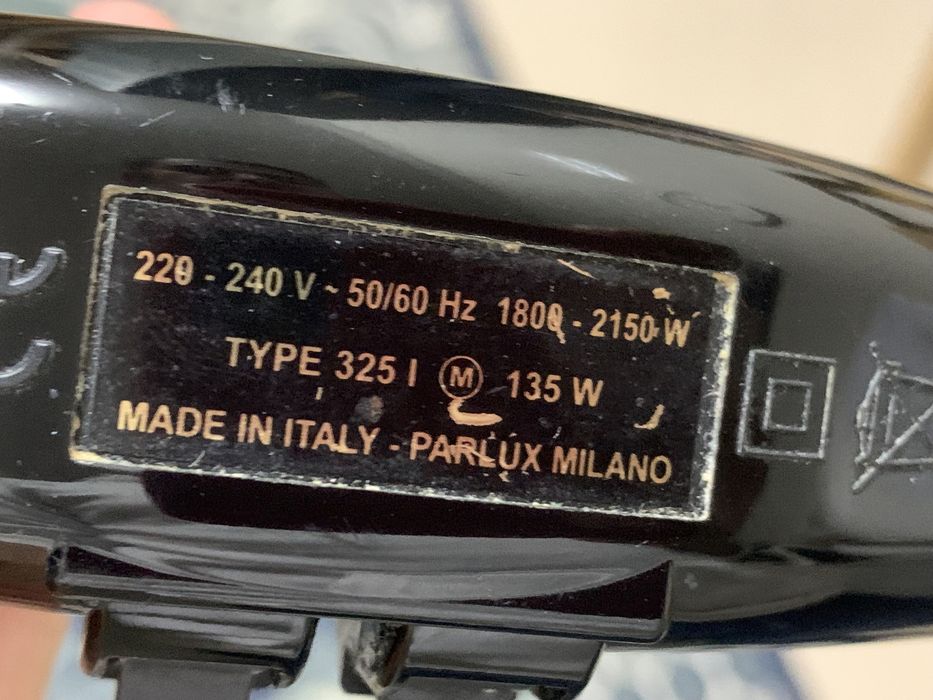 220 - 240 V ~ 50/60 Hz 1800 - 2150 W
TYPE 325 I M 135 W
MADE IN ITALY - PARLUX MILANO